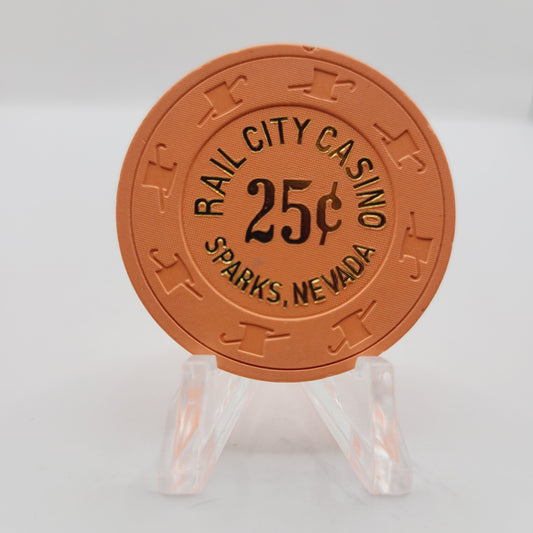 RAIL CITY CASINO
25¢
SPARKS, NEVADA